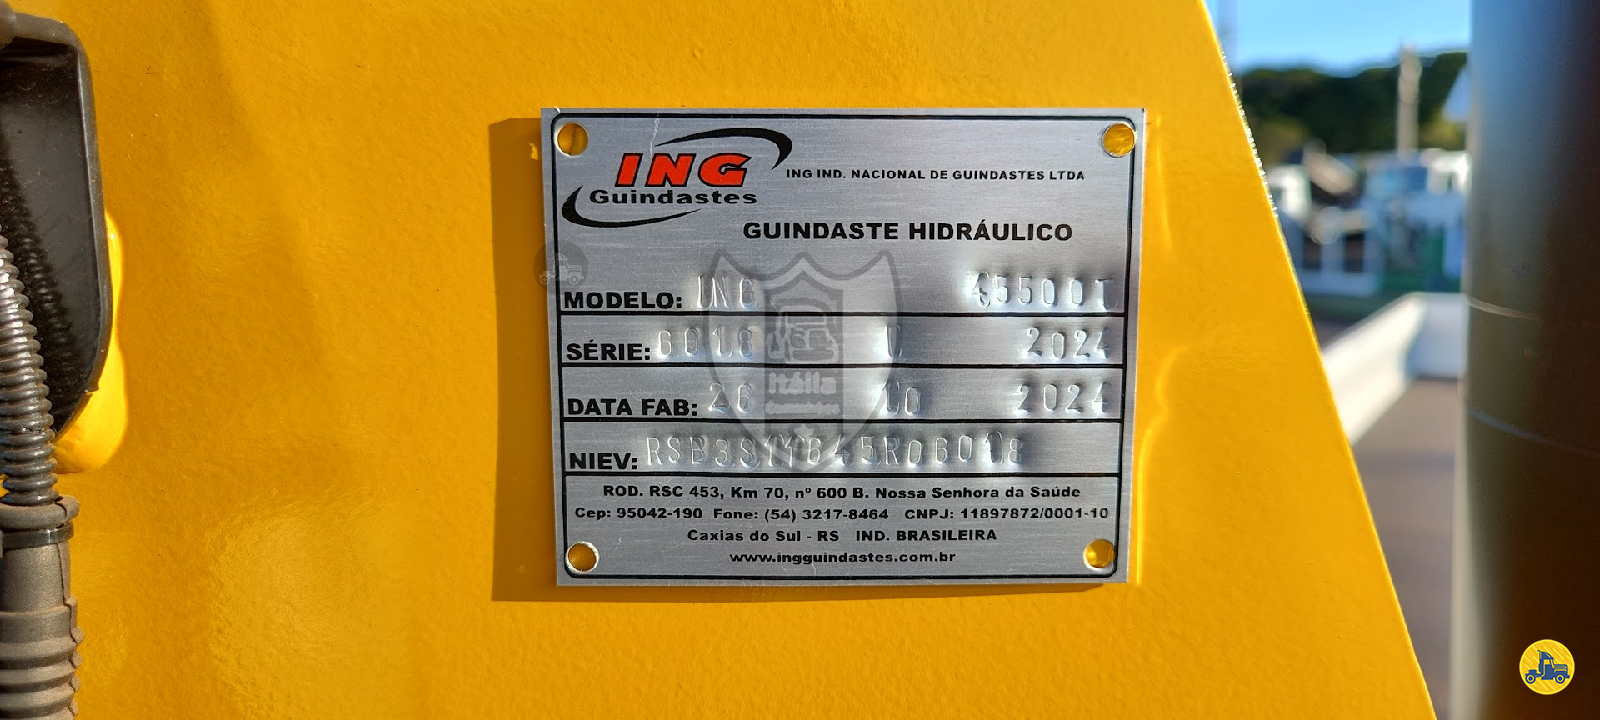 ING
Guindastes
ING IND. NACIONAL DE GUINDASTES LTDA
GUINDASTE HIDRÁULICO
MODELO: ING 45500T
SÉRIE: 6018 U 2024
DATA FAB: 26 10 2024
NIEV:
ROD. RSC 453, Km 70, nº 600 B. Nossa Senhora da Saúde
Cep: 95042-190 Fone: (54) 3217-8464 CNPJ: 11897872/0001-10
Caxias do Sul - RS IND. BRASILEIRA
www.ingguindastes.com.br
Itália